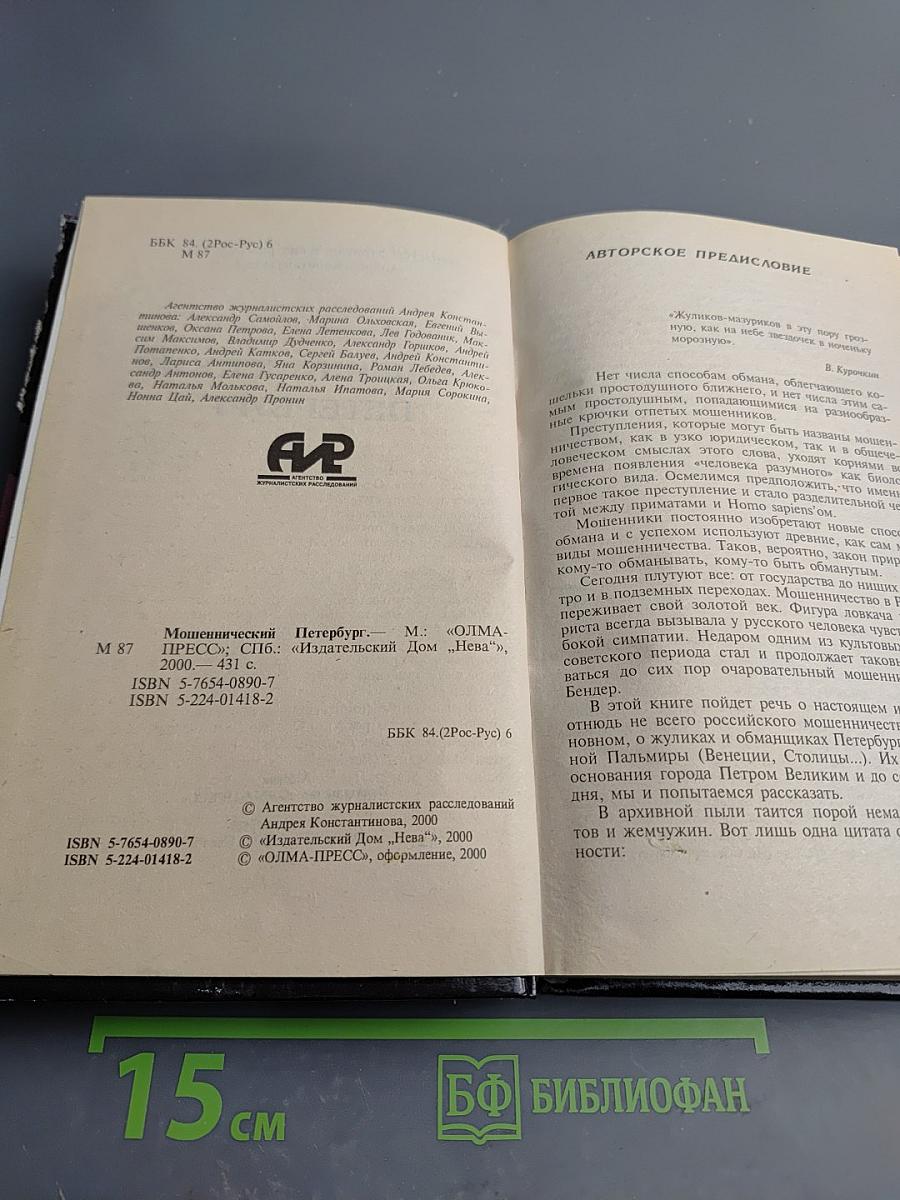 ББК 84. (2Рос-Рус) 6
М 87
Агентство журналистских расследований Андрея Констан-
тинова: Александр Самойлов, Марина Ольховская, Евгений Вы-
шенков, Оксана Петрова, Елена Летенкова, Лев Годованик, Мак-
сим Максимов, Владимир Дудченко, Александр Горшков, Андрей
Потапенко, Андрей Катков, Сергей Балуев, Андрей Константи-
нов, Лариса Антипова, Яна Корзинина, Роман Лебедев, Алек-
сандр Антонов, Елена Гусаренко, Алена Троицкая, Ольга Крюко-
ва, Наталья Молькова, Наталья Ипатова, Мария Сорокина,
Нонна Цай, Александр Пронин
АИР
АГЕНТСТВО
ЖУРНАЛИСТСКИХ РАССЛЕДОВАНИЙ
Мошеннический Петербург.— М.: «ОЛМА-
М 87 ПРЕСС»; СПб.: «Издательский Дом „Нева“»,
2000.— 431 с.
ISBN 5-7654-0890-7
ISBN 5-224-01418-2
ББК 84.(2Рос-Рус) 6
© Агентство журналистских расследований
Андрея Константинова, 2000
ISBN 5-7654-0890-7 © «Издательский Дом „Нева“», 2000
ISBN 5-224-01418-2 © «ОЛМА-ПРЕСС», оформление, 2000
АВТОРСКОЕ ПРЕДИСЛОВИЕ
«Жуликов-мазуриков в эту пору гроз-
ную, как на небе звездочек в ноченьку
морозную».
В. Курочкин
Нет числа способам обмана, облегчающего ко-
шельки простодушного ближнего, и нет числа этим са-
мым простодушным, попадающимся на разнообраз-
ные крючки отпетых мошенников.
Преступления, которые могут быть названы мошен-
ничеством, как в узко юридическом, так и в общече-
ловеческом смыслах этого слова, уходят корнями во
времена появления «человека разумного» как биоло-
гического вида. Осмелимся предположить, что именн
первое такое преступление и стало разделительной че
той между приматами и Homo sapiens'ом.
Мошенники постоянно изобретают новые спосо
обмана и с успехом используют древние, как сам м
виды мошенничества. Таков, вероятно, закон прир
кому-то обманывать, кому-то быть обманутым.
Сегодня плутуют все: от государства до нищих
тро и в подземных переходах. Мошенничество в Р
переживает свой золотой век. Фигура ловкача
риста всегда вызывала у русского человека чувст
бокой симпатии. Недаром одним из культовых
советского периода стал и продолжает таковы
ваться до сих пор очаровательный мошенни
Бендер.
В этой книге пойдет речь о настоящем и
отнюдь не всего российского мошенничеств
новном, о жуликах и обманщиках Петербург
ной Пальмиры (Венеции, Столицы...). Их
основания города Петром Великим и до се
дня, мы и попытаемся рассказать.
В архивной пыли таится порой нема
тов и жемчужин. Вот лишь одна цитата о
ности:
15 см
БФ БИБЛИОФАН